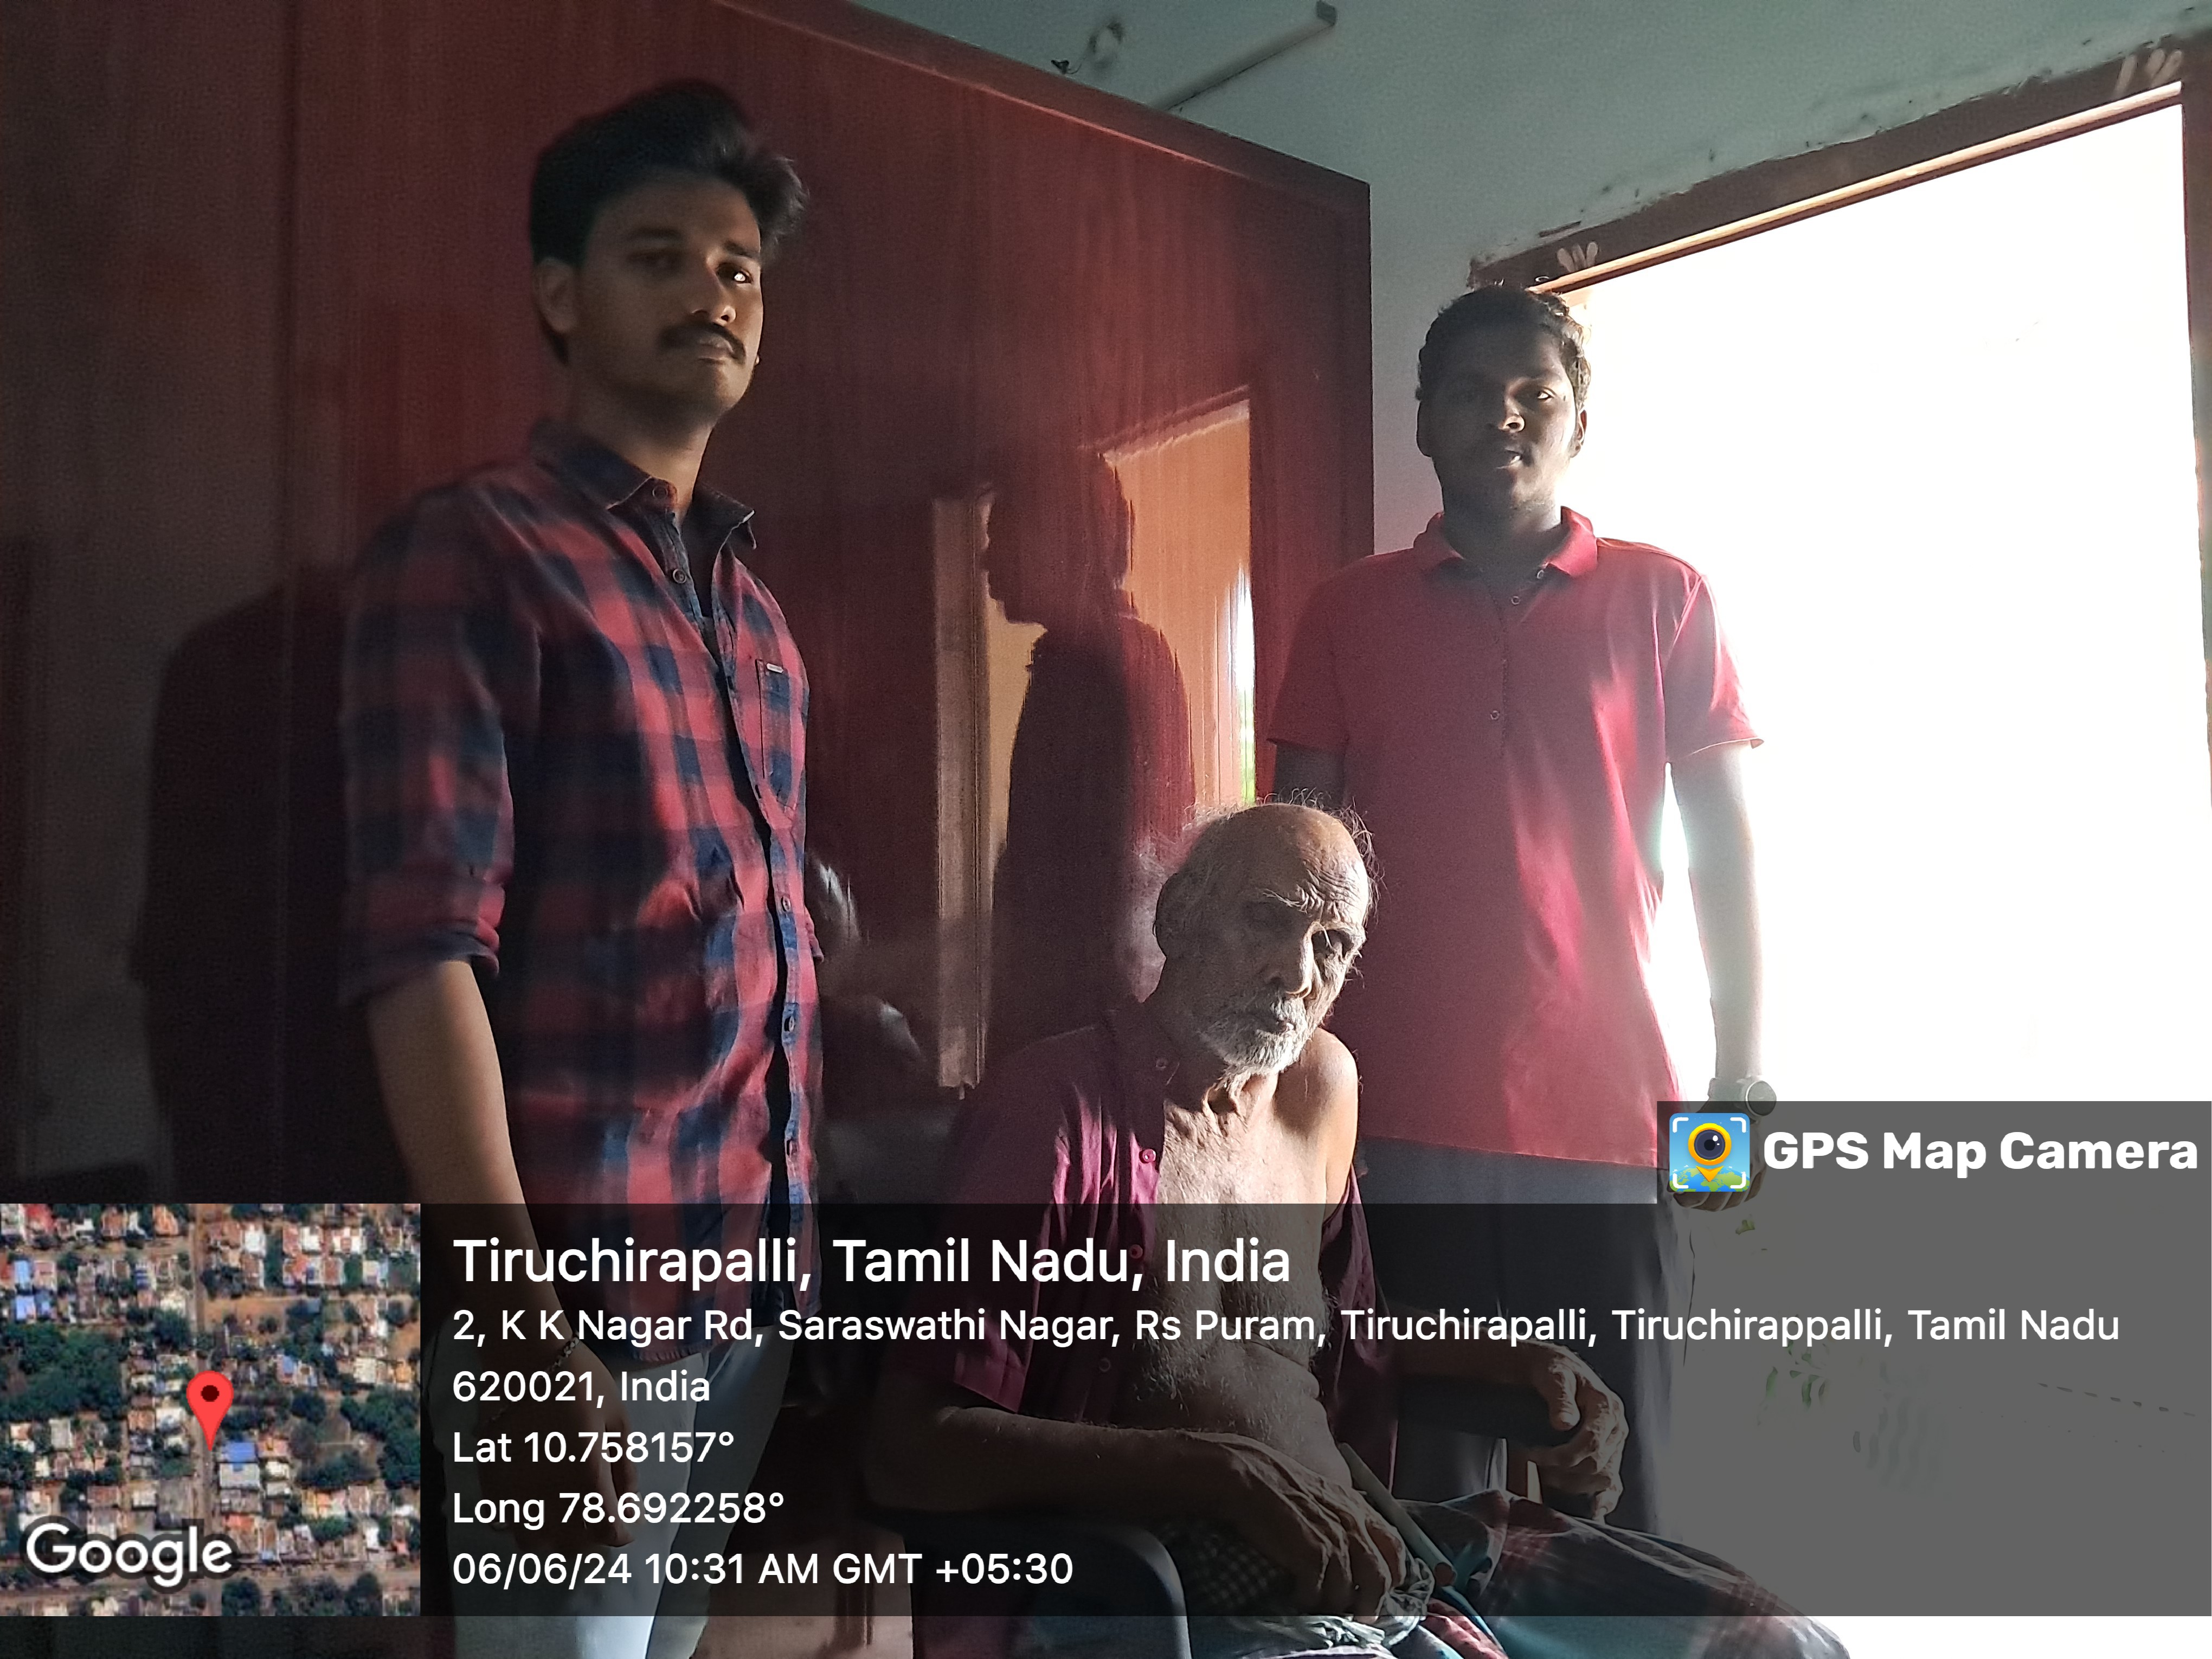 GPS Map Camera
Tiruchirapalli, Tamil Nadu, India
2, K K Nagar Rd, Saraswathi Nagar, Rs Puram, Tiruchirapalli, Tiruchirappalli, Tamil Nadu
620021, India
Lat 10.758157°
Long 78.692258°
06/06/24 10:31 AM GMT +05:30
Google